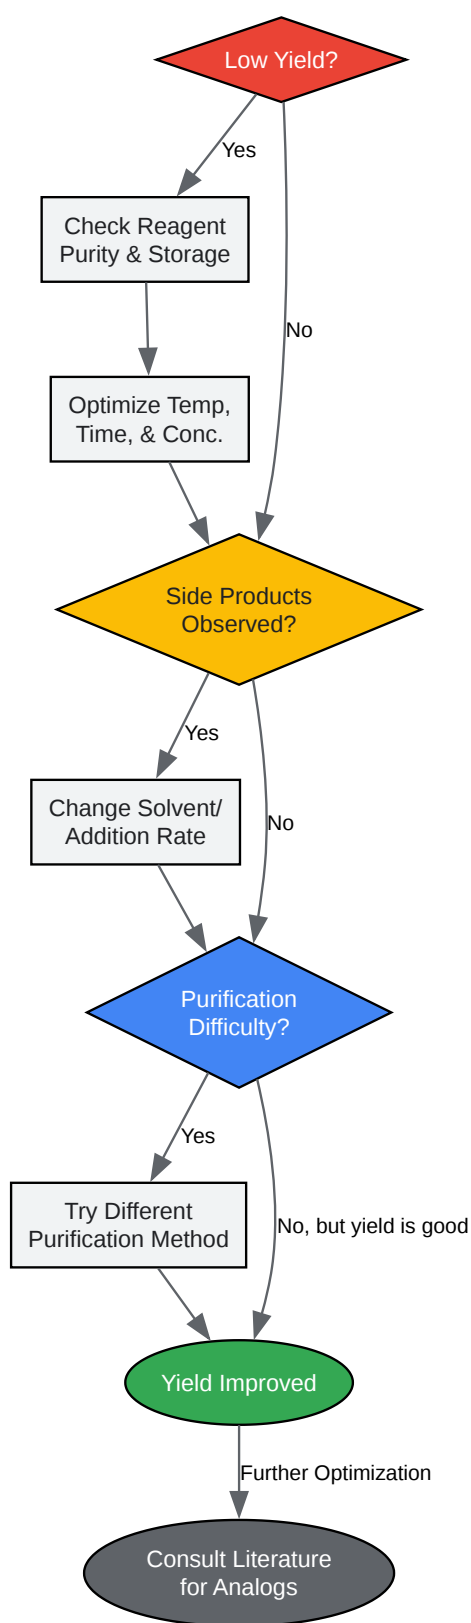 Low Yield?
Yes
Check Reagent
Purity & Storage
No
Optimize Temp,
Time, & Conc.
Side Products
Observed?
Yes
Change Solvent/
Addition Rate
No
Purification
Difficulty?
Yes
Try Different
Purification Method
No, but yield is good
Yield Improved
Further Optimization
Consult Literature
for Analogs